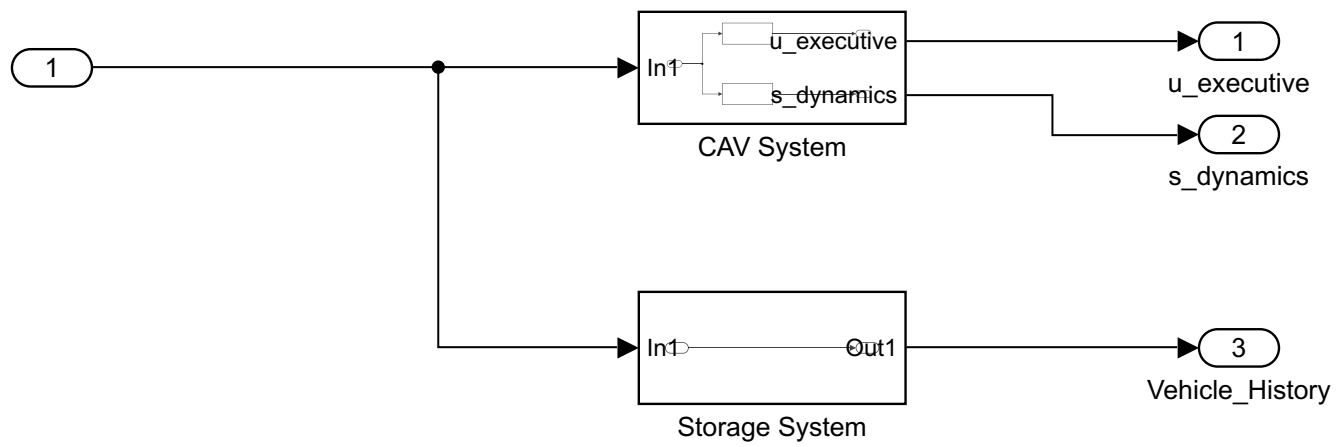 1
In1
u_executive
s_dynamics
CAV System
1
u_executive
2
s_dynamics
In1
Out1
Storage System
3
Vehicle_History